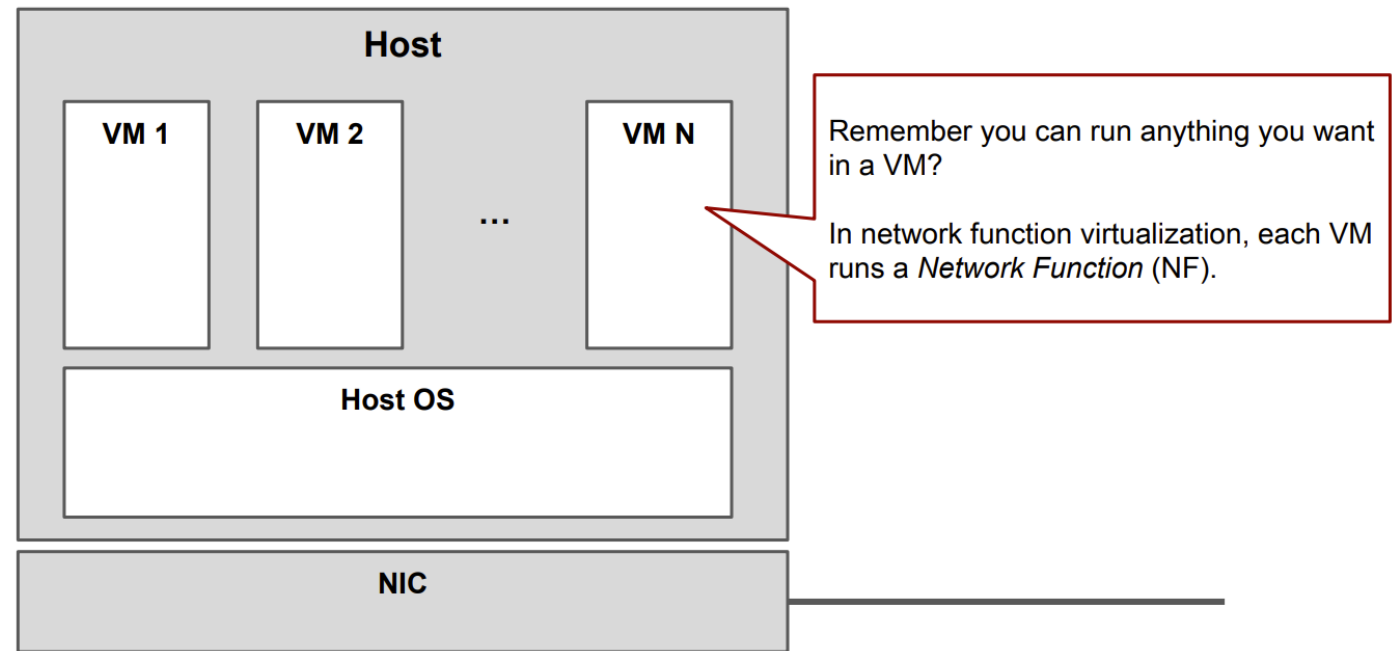 Host
VM 1
VM 2
...
VM N
Host OS
NIC
Remember you can run anything you want
in a VM?
In network function virtualization, each VM
runs a Network Function (NF).